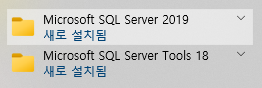 Microsoft SQL Server 2019
새로 설치됨
Microsoft SQL Server Tools 18
새로 설치됨